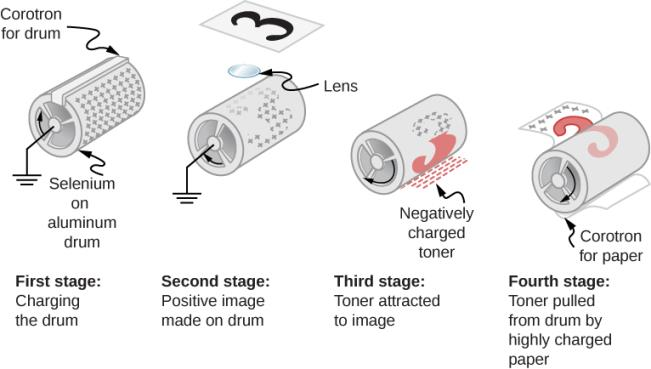 Corotron
for drum
3
Lens
Selenium
on
aluminum
drum
Negatively
charged
toner
Corotron
for paper
First stage:
Charging
the drum
Second stage:
Positive image
made on drum
Third stage:
Toner attracted
to image
Fourth stage:
Toner pulled
from drum by
highly charged
paper